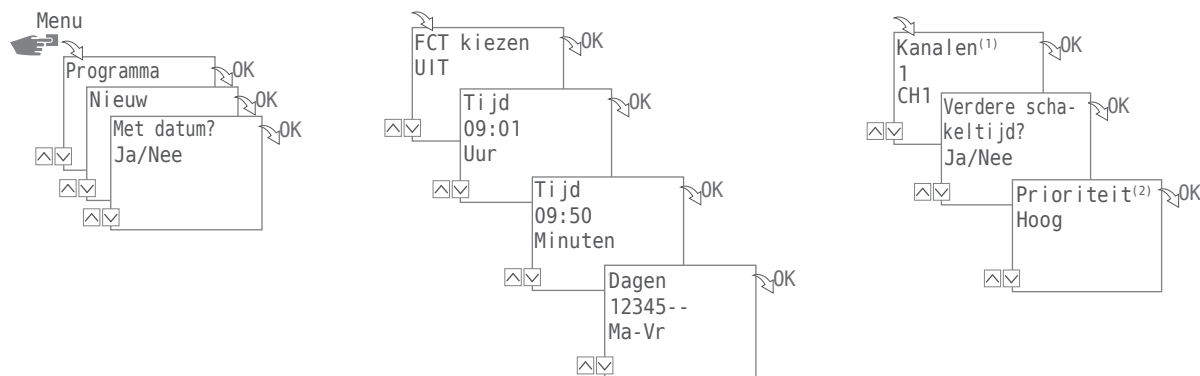 Menu
Programma
OK
Nieuw
OK
Met datum?
Ja/Nee
OK
FCT kiezen
UIT
OK
Tijd
09:01
Uur
OK
Tijd
09:50
Minuten
OK
Dagen
12345--
Ma-Vr
OK
Kanalen(1)
1
CH1
OK
Verdere scha-
keltijd?
Ja/Nee
OK
Prioriteit(2)
Hoog
OK